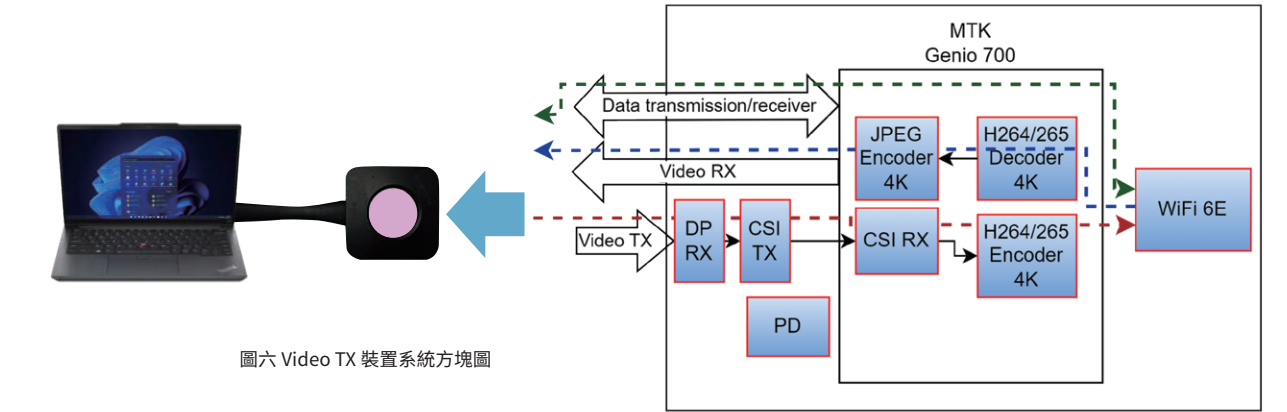 MTK
Genio 700
Data transmission/receiver
JPEG
Encoder
4K
H264/265
Decoder
4K
Video RX
WiFi 6E
Video TX
DP
RX
CSI
TX
CSI RX
H264/265
Encoder
4K
PD
圖六 Video TX 裝置系統方塊圖